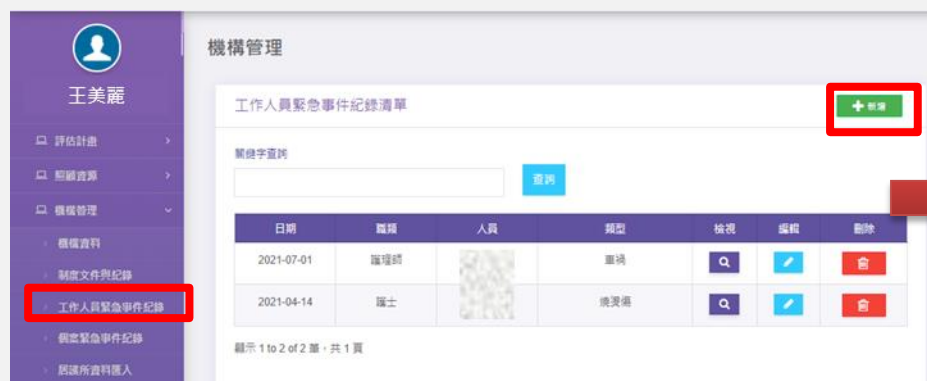 王美麗
評估計畫
照顧資源
機構管理
機構資料
制度文件與紀錄
工作人員緊急事件紀錄
個案緊急事件紀錄
居護所資料匯入
機構管理
工作人員緊急事件紀錄清單
新增
關鍵字查詢
查詢
日期 職類 人員 類型 檢視 編輯 刪除
2021-07-01 護理師 車禍
2021-04-14 護士 燒燙傷
顯示 1 to 2 of 2 筆，共 1 頁